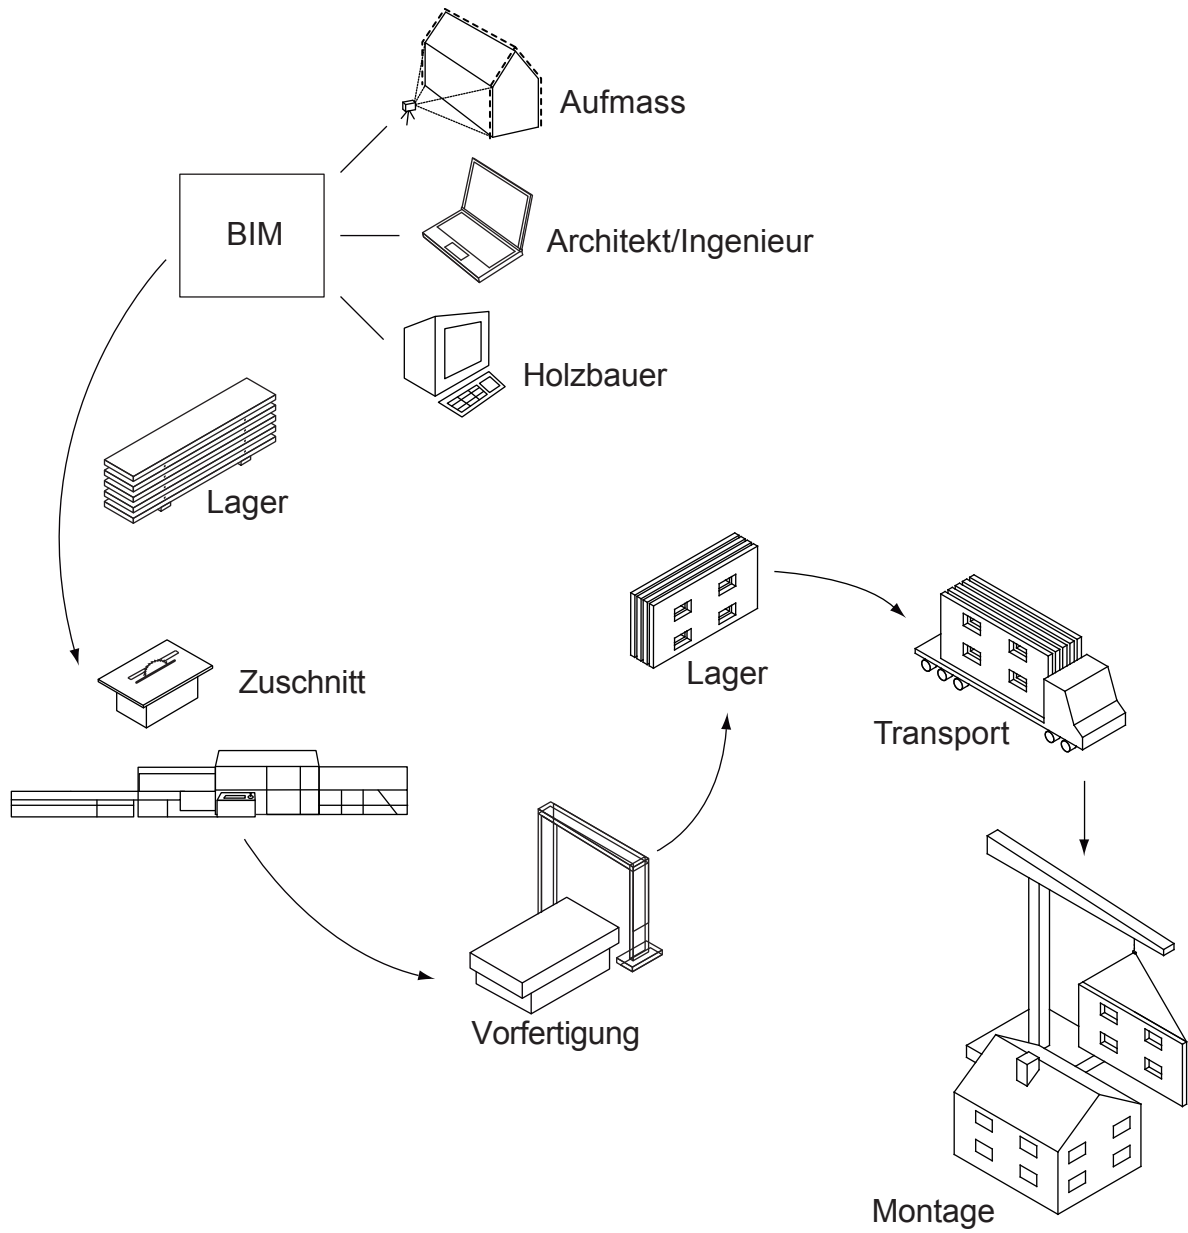 Aufmass
BIM
Architekt/Ingenieur
Holzbauer
Lager
Zuschnitt
Lager
Transport
Vorfertigung
Montage